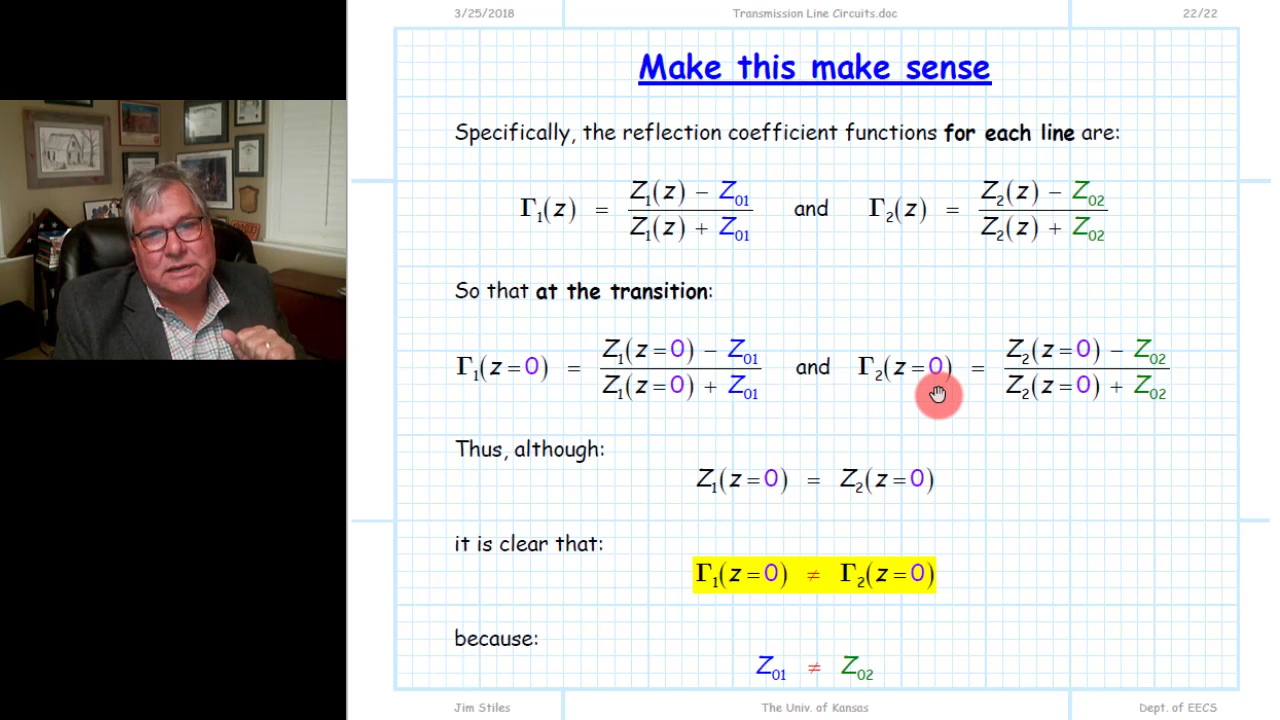 3/25/2018 Transmission Line Circuits.doc 22/22
Make this make sense
Specifically, the reflection coefficient functions for each line are:
Γ₁(z) = (Z₁(z) − Z₀₁) / (Z₁(z) + Z₀₁) and Γ₂(z) = (Z₂(z) − Z₀₂) / (Z₂(z) + Z₀₂)
So that at the transition:
Γ₁(z=0) = (Z₁(z=0) − Z₀₁) / (Z₁(z=0) + Z₀₁) and Γ₂(z=0) = (Z₂(z=0) − Z₀₂) / (Z₂(z=0) + Z₀₂)
Thus, although:
Z₁(z=0) = Z₂(z=0)
it is clear that:
Γ₁(z=0) ≠ Γ₂(z=0)
because:
Z₀₁ ≠ Z₀₂
Jim Stiles The Univ. of Kansas Dept. of EECS